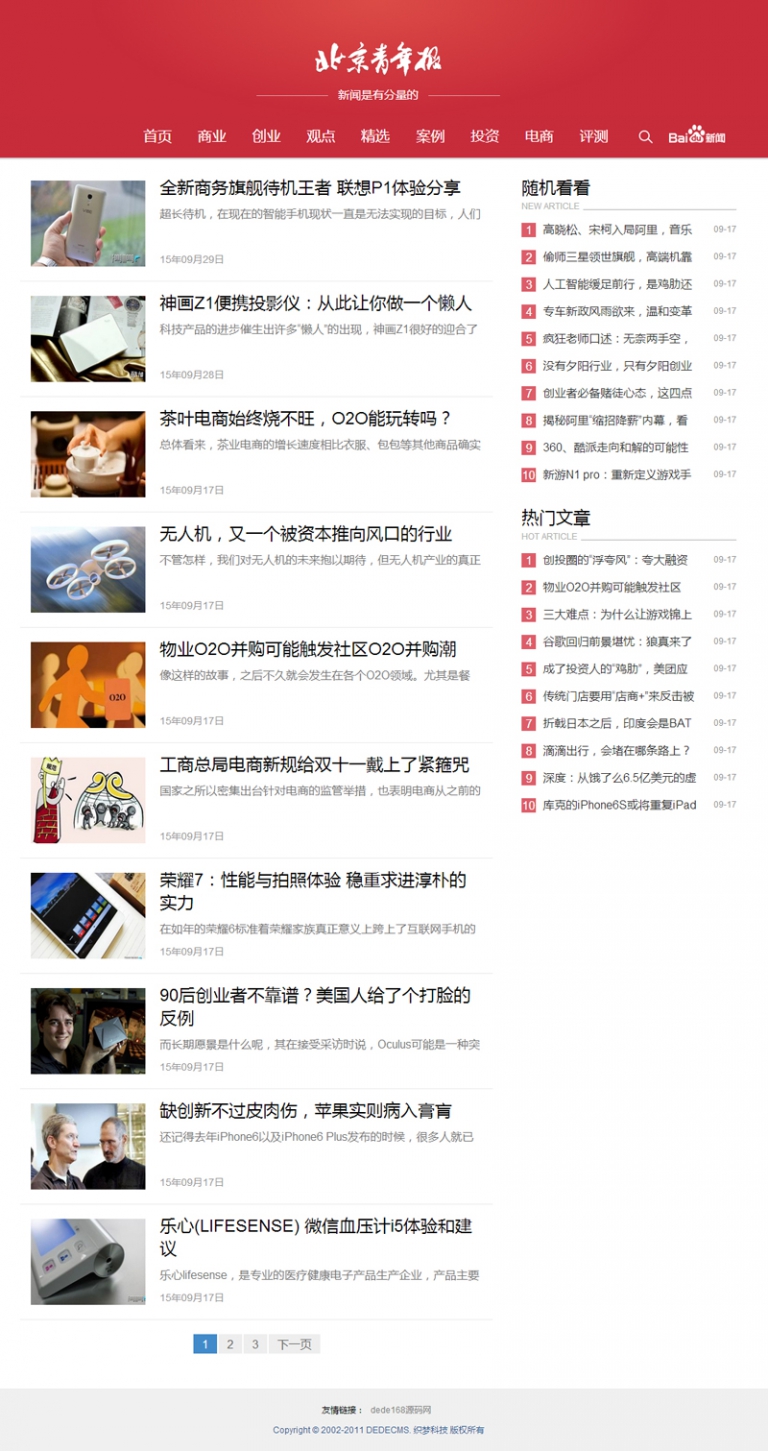 北京青年报
新闻是有分量的
首页 商业 创业 观点 精选 案例 投资 电商 评测 Bai du 新闻
全新商务旗舰待机王者 联想P1体验分享
超长待机，在现在的智能手机现状一直是无法实现的目标，人们
15年09月29日
神画Z1便携投影仪：从此让你做一个懒人
科技产品的进步催生出许多"懒人"的出现，神画Z1很好的迎合了
15年09月28日
茶叶电商始终烧不旺，O2O能玩转吗？
总体看来，茶业电商的增长速度相比衣服、包包等其他商品确实
15年09月17日
无人机，又一个被资本推向风口的行业
不管怎样，我们对无人机的未来抱以期待，但无人机产业的真正
15年09月17日
O2O
物业O2O并购可能触发社区O2O并购潮
像这样的故事，之后不久就会发生在各个O2O领域。尤其是餐
15年09月17日
工商总局电商新规给双十一戴上了紧箍咒
国家之所以密集出台针对电商的监管举措，也表明电商从之前的
15年09月17日
荣耀7：性能与拍照体验 稳重求进淳朴的
实力
在如年的荣耀6标准着荣耀家族真正意义上跨上了互联网手机的
15年09月17日
90后创业者不靠谱？美国人给了个打脸的
反例
而长期愿景是什么呢，其在接受采访时说，Oculus可能是一种突
15年09月17日
缺创新不过皮肉伤，苹果实则病入膏肓
还记得去年iPhone6以及iPhone6 Plus发布的时候，很多人就已
15年09月17日
乐心(LIFESENSE) 微信血压计i5体验和建
议
乐心lifesense，是专业的医疗健康电子产品生产企业，产品主要
15年09月17日
1 2 3 下一页
随机看看
NEW ARTICLE
1 高晓松、宋柯入局阿里，音乐 09-17
2 偷师三星领世旗舰，高端机靠 09-17
3 人工智能缓足前行，是鸡肋还 09-17
4 专车新政风雨欲来，温和变革 09-17
5 疯狂老师口述：无奈两手空， 09-17
6 没有夕阳行业，只有夕阳创业 09-17
7 创业者必备赌徒心态，这四点 09-17
8 揭秘阿里"缩招降薪"内幕，看 09-17
9 360、酷派走向和解的可能性 09-17
10 新游N1 pro：重新定义游戏手 09-17
热门文章
HOT ARTICLE
1 创投圈的"浮夸风"：夸大融资 09-17
2 物业O2O并购可能触发社区 09-17
3 三大难点：为什么让游戏锦上 09-17
4 谷歌回归前景堪忧：狼真来了 09-17
5 成了投资人的"鸡肋"，美团应 09-17
6 传统门店要用"店商+"来反击被 09-17
7 折戟日本之后，印度会是BAT 09-17
8 滴滴出行，会堵在哪条路上？ 09-17
9 深度：从饿了么6.5亿美元的虚 09-17
10 库克的iPhone6S或将重复iPad 09-17
友情链接： dede168源码网
Copyright © 2002-2011 DEDECMS. 织梦科技 版权所有